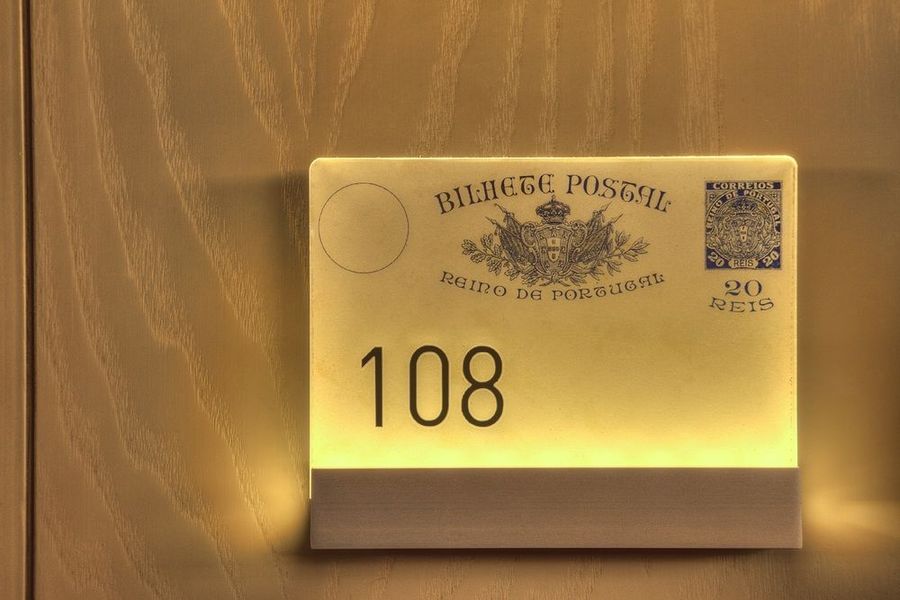 BILHETE POSTAL
REINO DE PORTUGAL
CORREIOS
REINO DE PORTUGAL
20 REIS 20
20
REIS
108